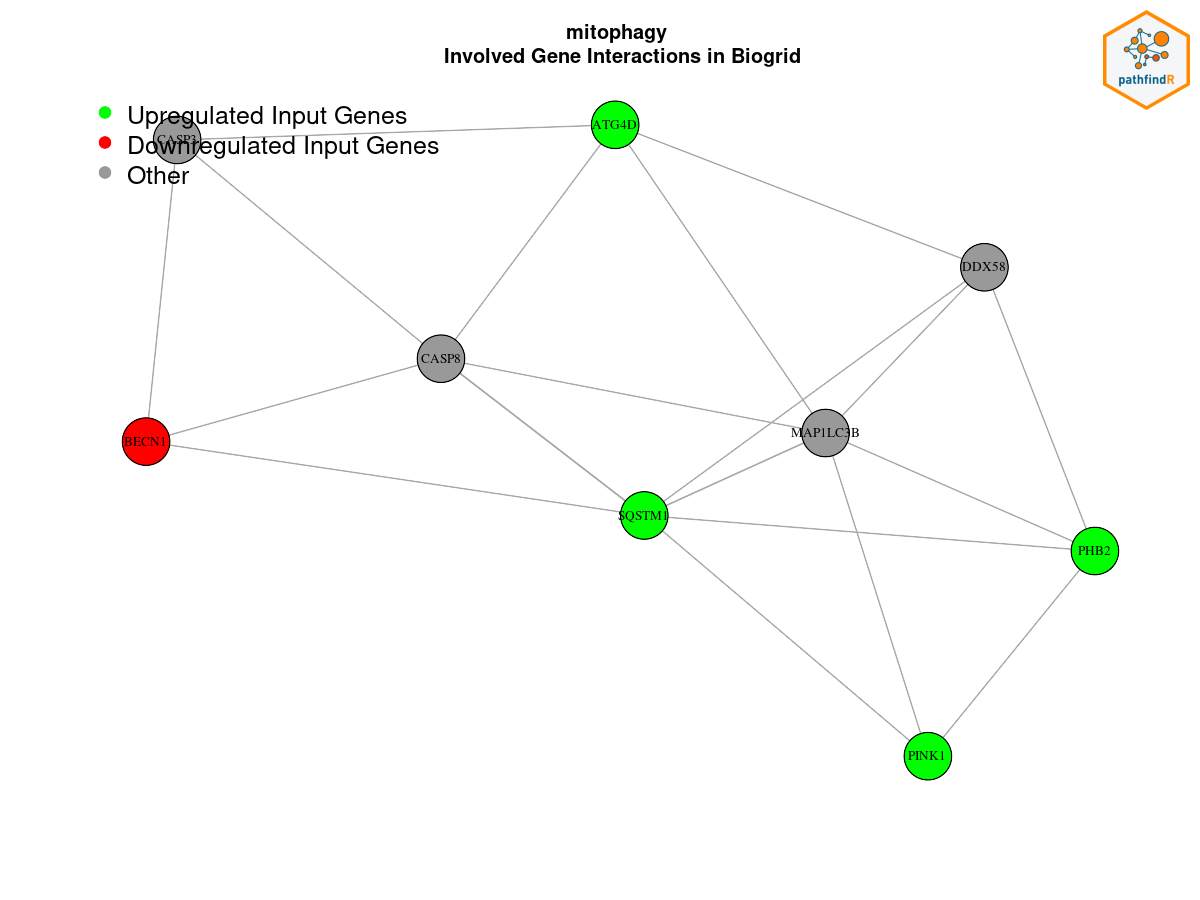 mitophagy
Involved Gene Interactions in Biogrid
pathfindR
Upregulated Input Genes
Downregulated Input Genes
Other
CASP3
ATG4D
DDX58
CASP8
MAP1LC3B
BECN1
SQSTM1
PHB2
PINK1